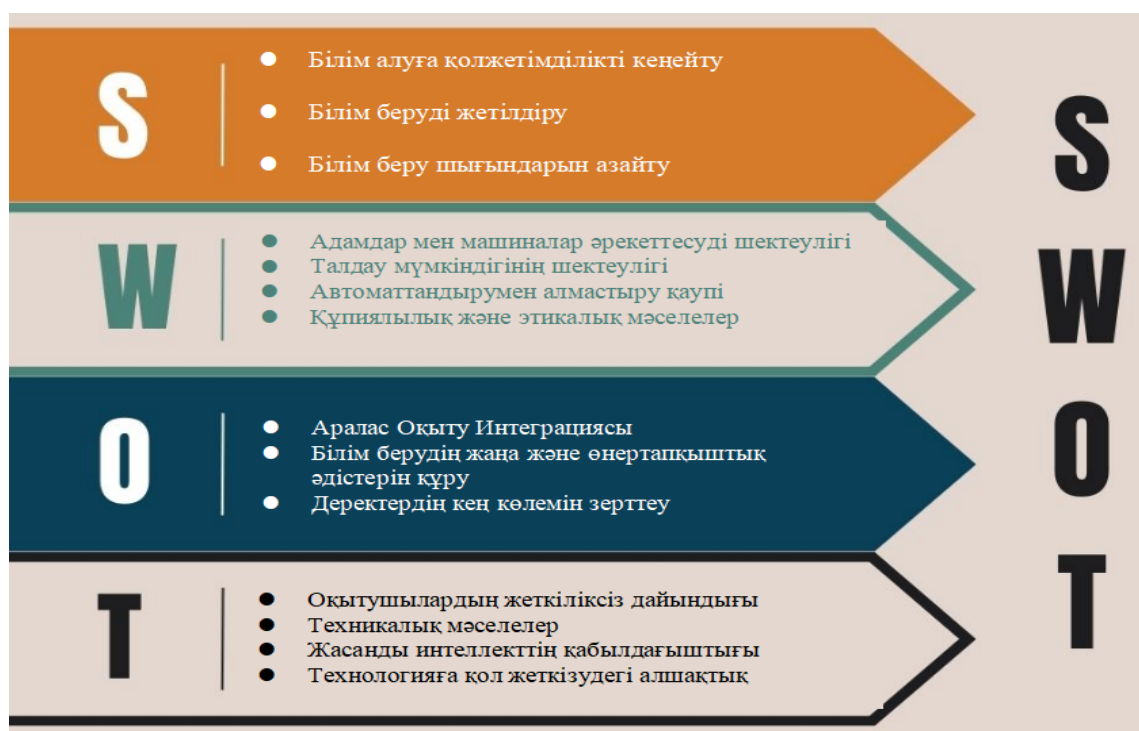 S
Білім алуға қолжетімділікті кеңейту
Білім беруді жетілдіру
Білім беру шығындарын азайту
W
Адамдар мен машиналар әрекеттесуді шектеулігі
Талдау мүмкіндігінің шектеулігі
Автоматтандырумен алмастыру қаупі
Құпиялылық және этикалық мәселелер
O
Аралас Оқыту Интеграциясы
Білім берудің жаңа және өнертапқыштық
әдістерін құру
Деректердің кең көлемін зерттеу
T
Оқытушылардың жеткіліксіз дайындығы
Техникалық мәселелер
Жасанды интеллекттің қабылдағыштығы
Технологияға қол жеткізудегі алшақтық
S
W
O
T